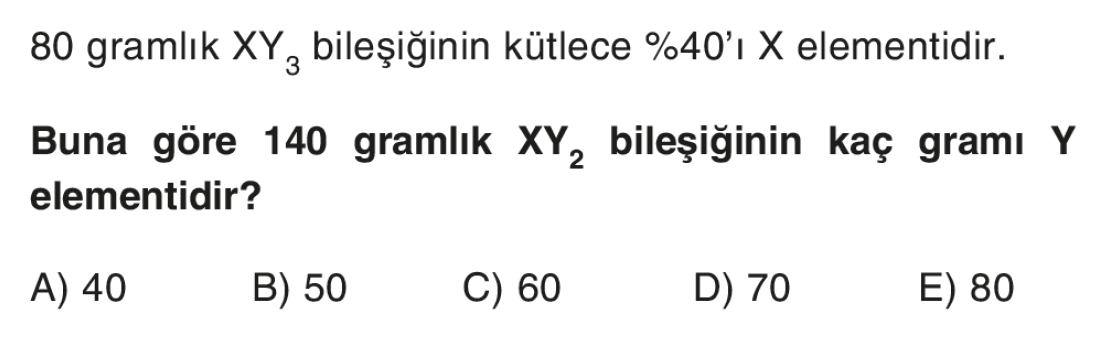 80 gramlık XY₃ bileşiğinin kütlece %40’ı X elementidir.
Buna göre 140 gramlık XY₂ bileşiğinin kaç gramı Y
elementidir?
A) 40 B) 50 C) 60 D) 70 E) 80